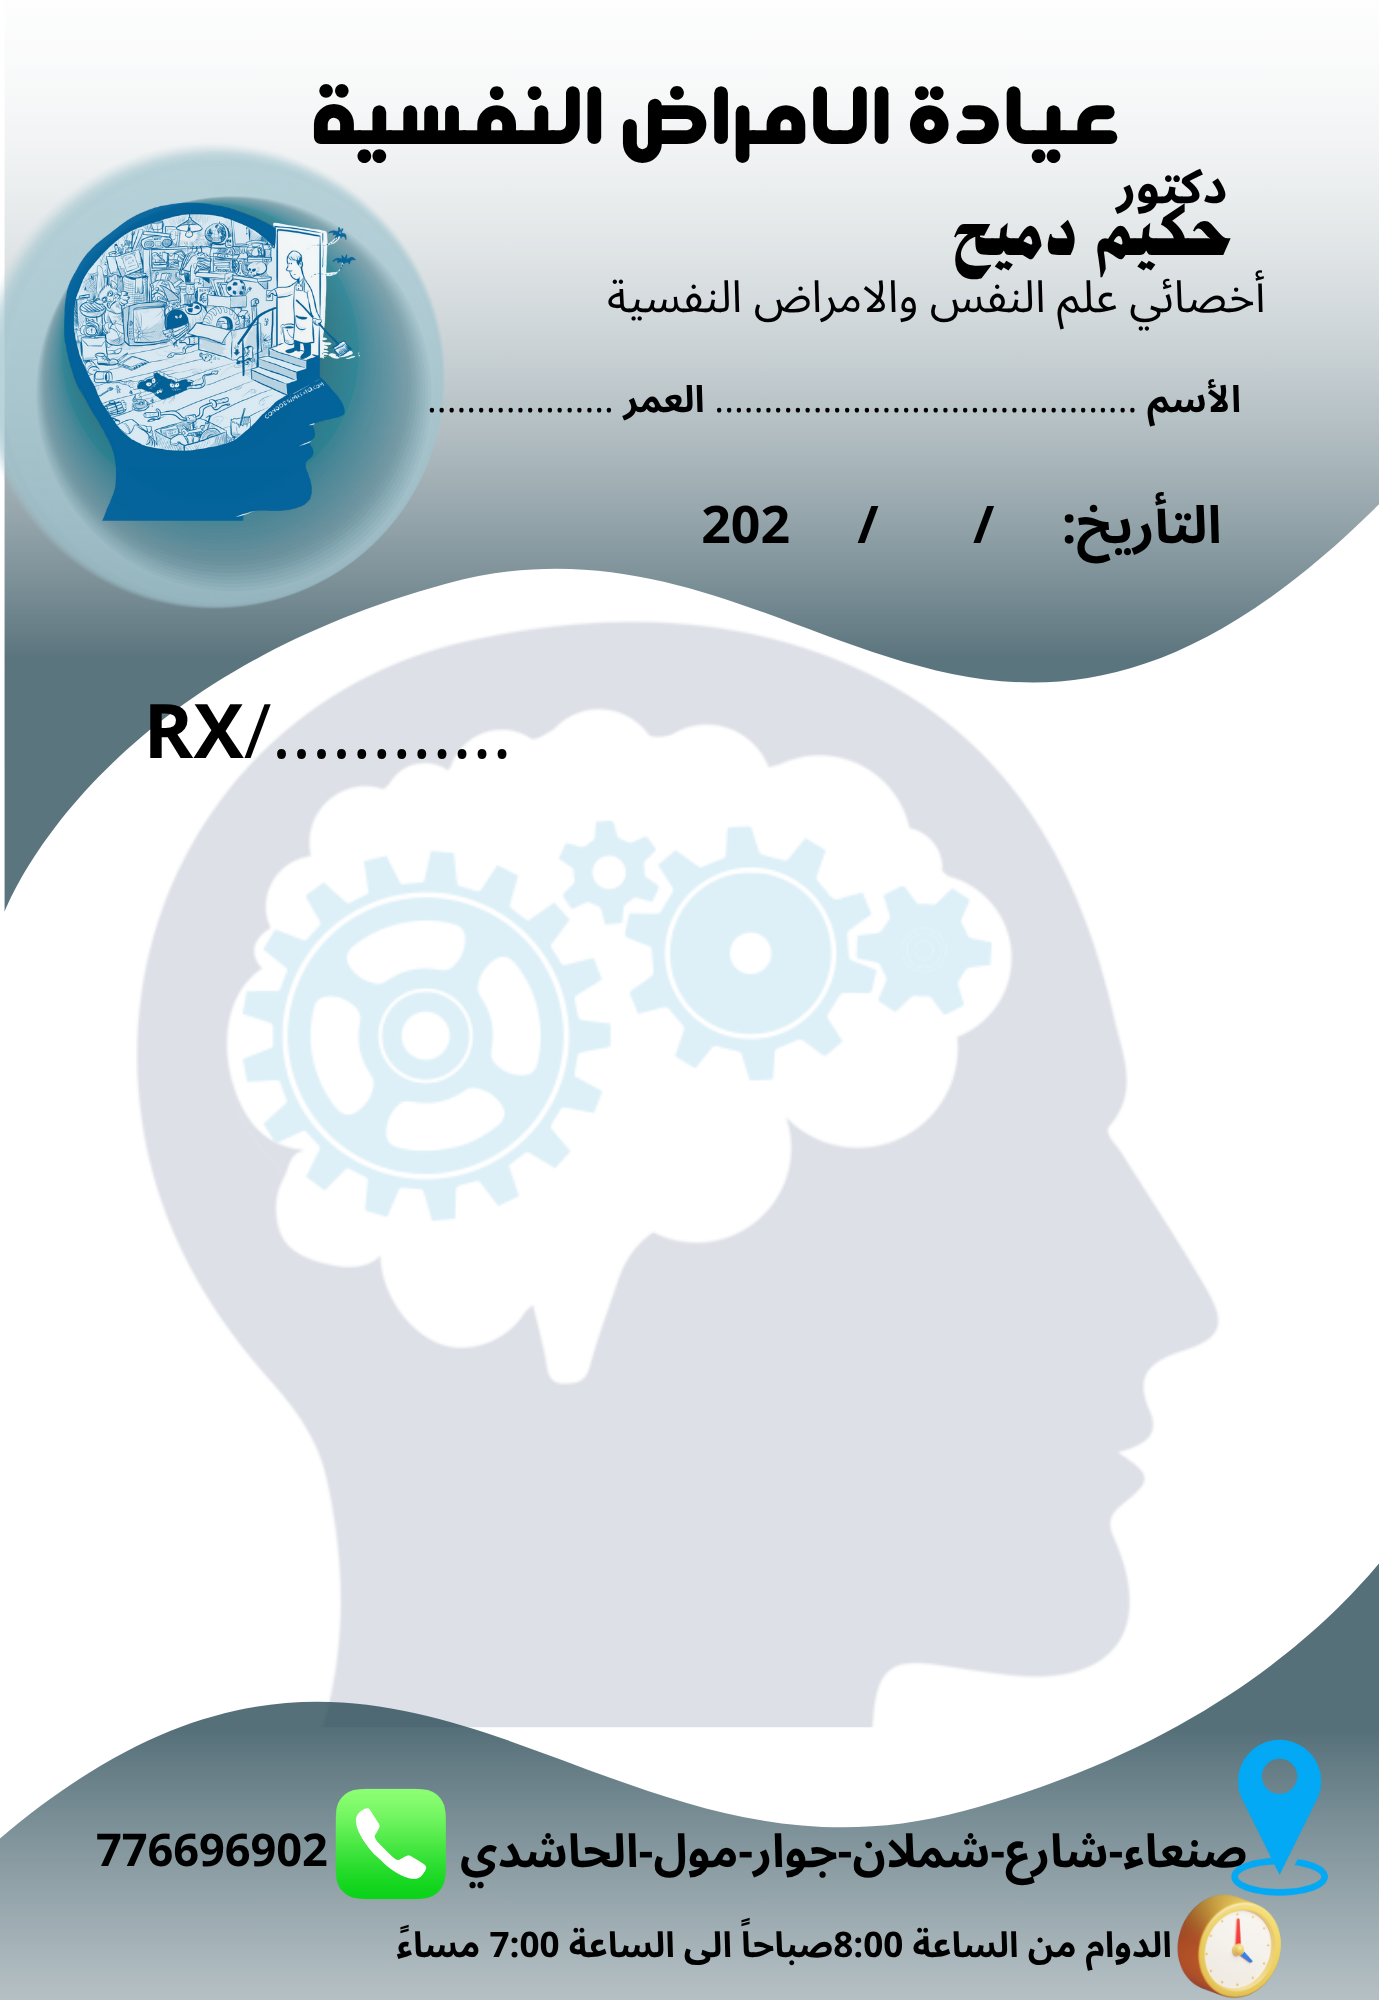 عيادة الامراض النفسية
دكتور
حكيم دميح
أخصائي علم النفس والامراض النفسية
الأسم ........................................... العمر ...................
التأريخ: / / 202
RX/............
صنعاء-شارع-شملان-جوار-مول-الحاشدي 776696902
الدوام من الساعة 8:00صباحاً الى الساعة 7:00 مساءً